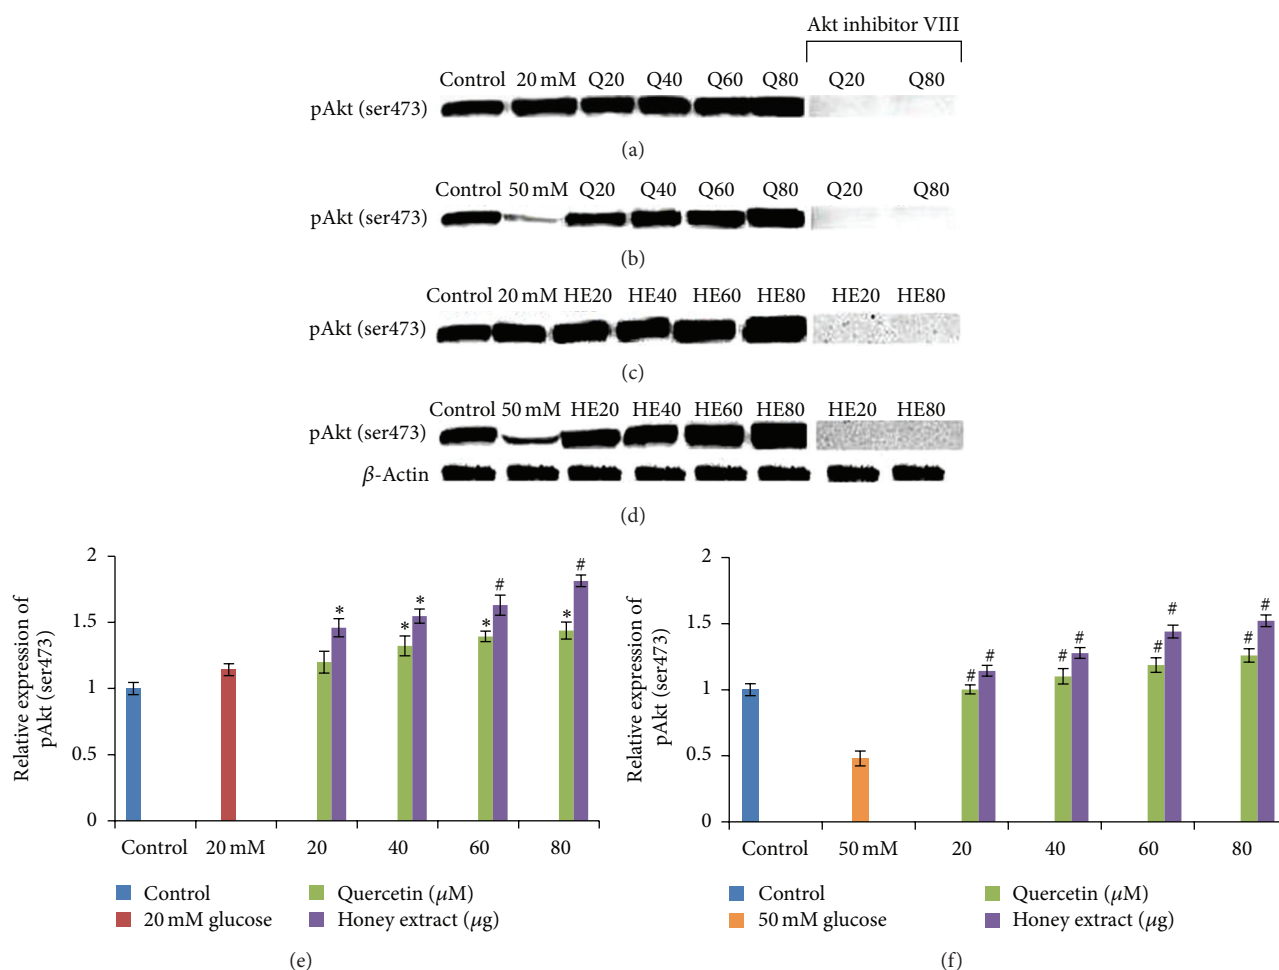 Akt inhibitor VIII
Control 20 mM Q20 Q40 Q60 Q80 Q20 Q80
pAkt (ser473)
(a)
Control 50 mM Q20 Q40 Q60 Q80 Q20 Q80
pAkt (ser473)
(b)
Control 20 mM HE20 HE40 HE60 HE80 HE20 HE80
pAkt (ser473)
(c)
Control 50 mM HE20 HE40 HE60 HE80 HE20 HE80
pAkt (ser473)
β-Actin
(d)
Relative expression of
pAkt (ser473)
2
1.5
1
0.5
0
* * * # * # *
Control 20 mM 20 40 60 80
Control
20 mM glucose
Quercetin (μM)
Honey extract (μg)
(e)
Relative expression of
pAkt (ser473)
2
1.5
1
0.5
0
# # # # # # # #
Control 50 mM 20 40 60 80
Control
50 mM glucose
Quercetin (μM)
Honey extract (μg)
(f)